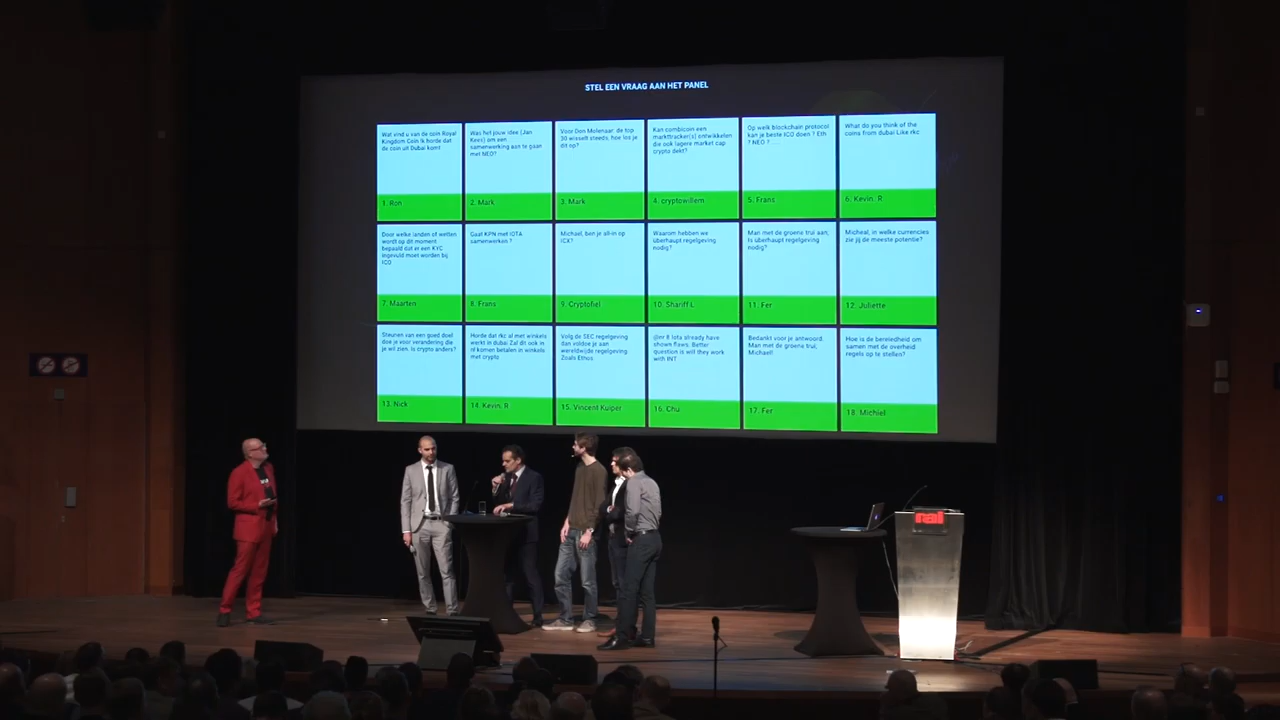 STEL EEN VRAAG AAN HET PANEL
Wat vind u van de coin Royal
Kingdom Coin Ik horde dat
de coin uit Dubai komt
1. Ron
Was het jouw idee (Jan
Kees) om een
samenwerking aan te gaan
met NEO?
2. Mark
Voor Don Molenaar: de top
30 wisselt steeds, hoe los je
dit op?
3. Mark
Kan combicoin een
markttracker(s) ontwikkelen
die ook lagere market cap
crypto dekt?
4. cryptowillem
Op welk blockchain protocol
kan je beste ICO doen ? Eth
? NEO ? .....
5. Frans
What do you think of the
coins from dubai Like rkc
6. Kevin. R
Door welke landen of wetten
wordt op dit moment
bepaald dat er een KYC
ingevuld moet worden bij
ICO
7. Maarten
Gaat KPN met IOTA
samenwerken ?
8. Frans
Michael, ben je all-in op
ICX?
9. Cryptofiel
Waarom hebben we
überhaupt regelgeving
nodig?
10. Shariff L.
Man met de groene trui aan;
Is überhaupt regelgeving
nodig?
11. Fer
Micheal, in welke currencies
zie jij de meeste potentie?
12. Juliette
Steunen van een goed doel
doe je voor verandering die
je wil zien. Is crypto anders?
13. Nick
Horde dat rkc al met winkels
werkt in dubai Zal dit ook in
nl komen betalen in winkels
met crypto
14. Kevin. R
Volg de SEC regelgeving
dan voldoe je aan
wereldwijde regelgeving
Zoals Ethos
15. Vincent Kuiper
@nr 8 Iota already have
shown flaws. Better
question is will they work
with INT
16. Chu
Bedankt voor je antwoord.
Man met de groene trui,
Michael!
17. Fer
Hoe is de bereidheid om
samen met de overheid
regels op te stellen?
18. Michiel
rai